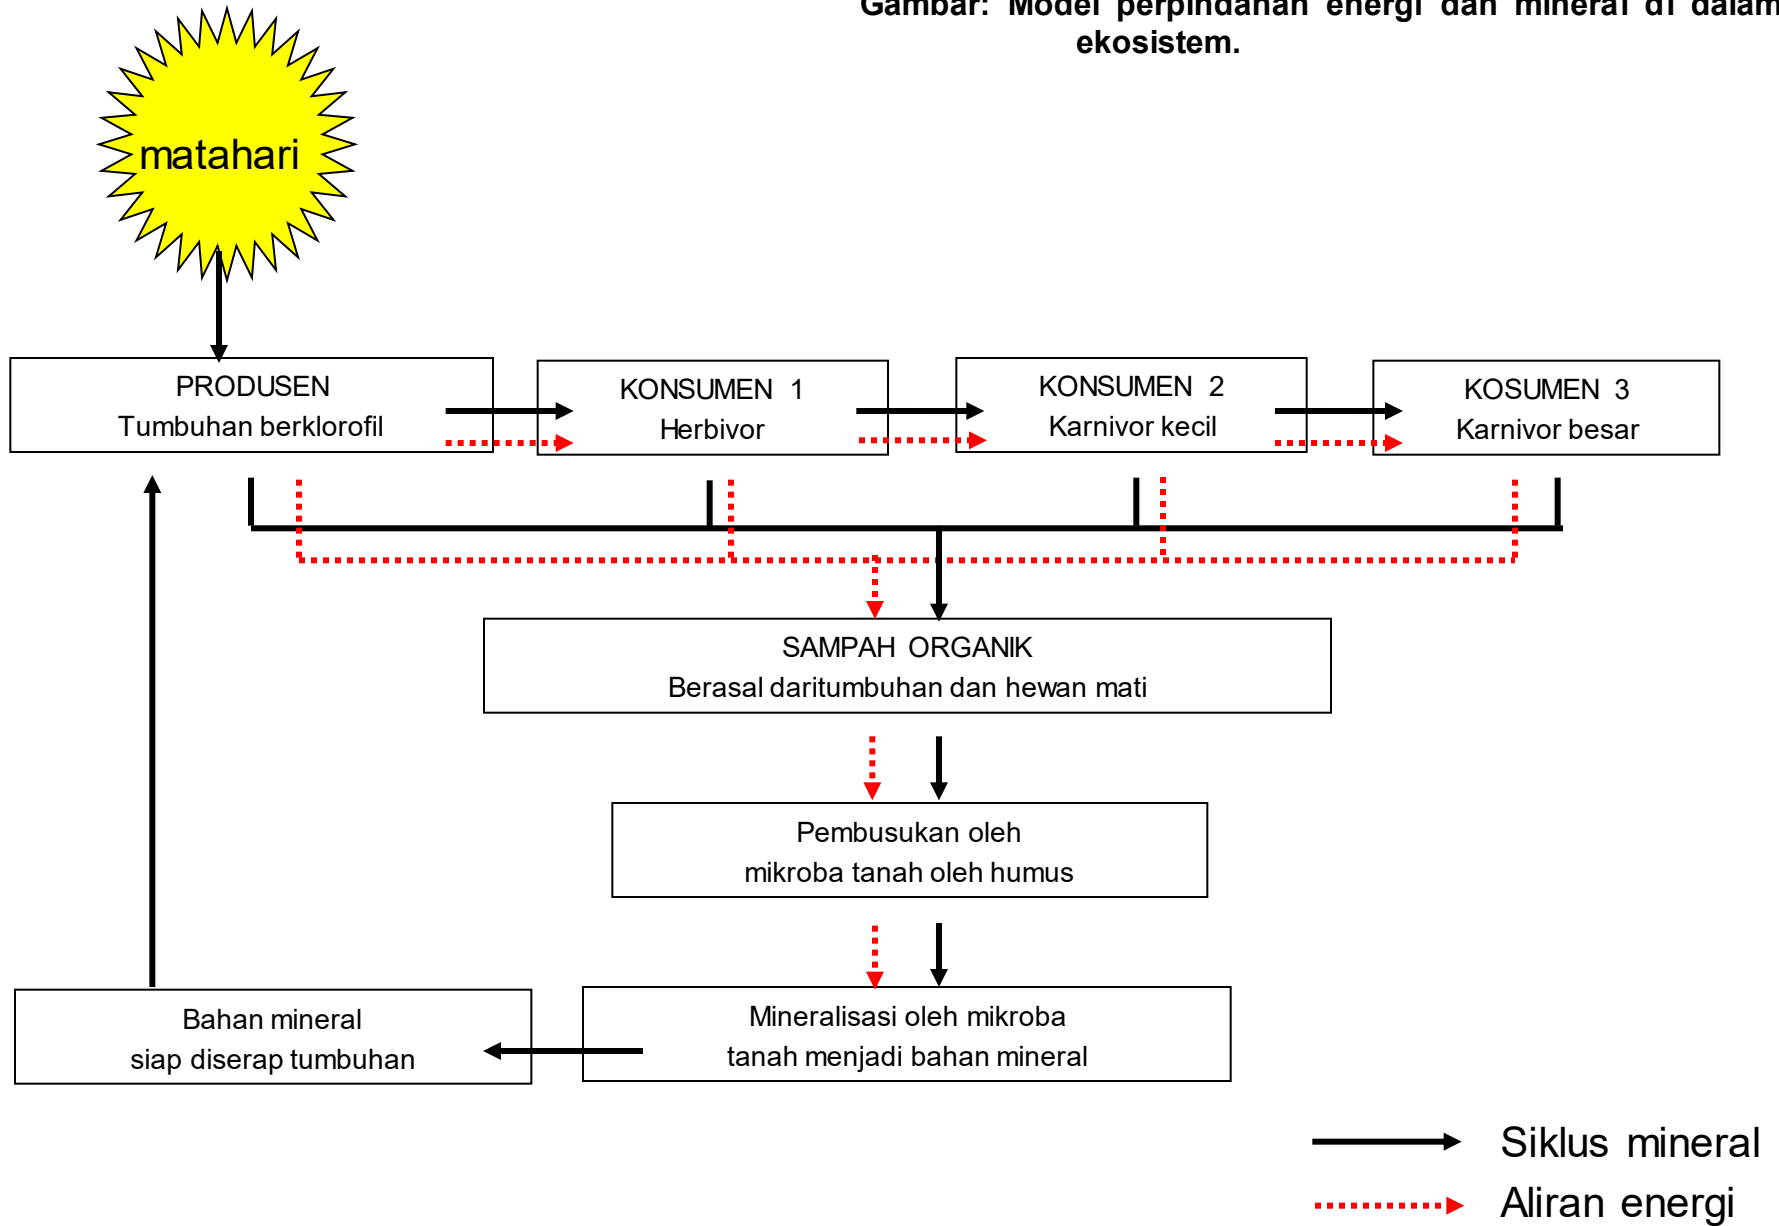 Gambar: Model perpindahan energi dan mineral di dalam
ekosistem.
matahari
PRODUSEN
Tumbuhan berklorofil
KONSUMEN 1
Herbivor
KONSUMEN 2
Karnivor kecil
KOSUMEN 3
Karnivor besar
SAMPAH ORGANIK
Berasal daritumbuhan dan hewan mati
Pembusukan oleh
mikroba tanah oleh humus
Bahan mineral
siap diserap tumbuhan
Mineralisasi oleh mikroba
tanah menjadi bahan mineral
Siklus mineral
Aliran energi